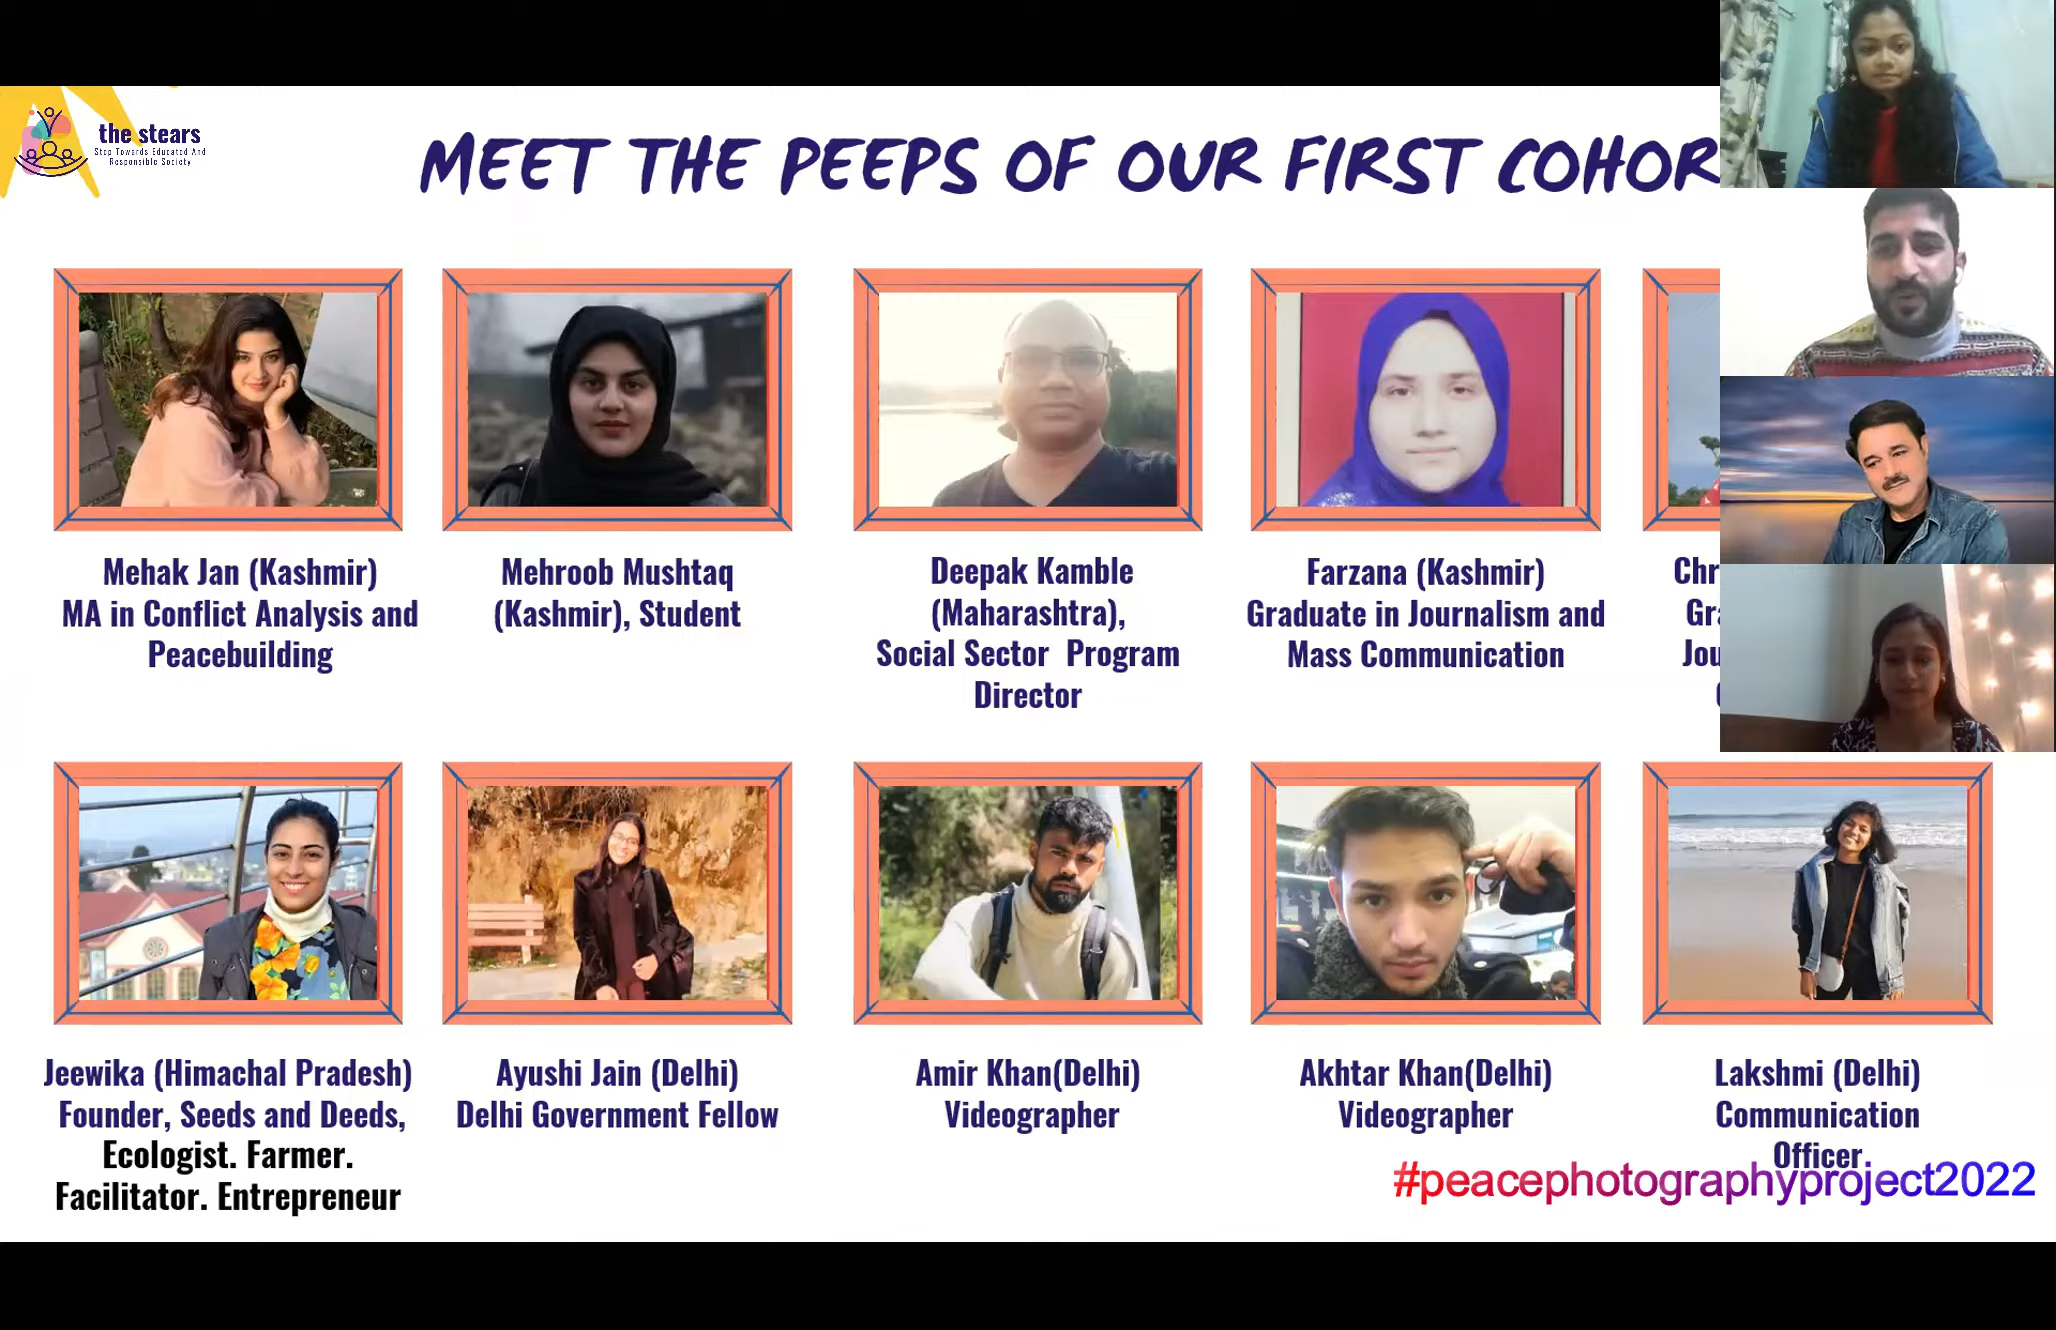 the stears
Step Towards Educated And
Responsible Society
MEET THE PEEPS OF OUR FIRST COHOR
Mehak Jan (Kashmir)
MA in Conflict Analysis and
Peacebuilding
Mehroob Mushtaq
(Kashmir), Student
Deepak Kamble
(Maharashtra),
Social Sector Program
Director
Farzana (Kashmir)
Graduate in Journalism and
Mass Communication
Chr
Gra
Jou
Jeewika (Himachal Pradesh)
Founder, Seeds and Deeds,
Ecologist. Farmer.
Facilitator. Entrepreneur
Ayushi Jain (Delhi)
Delhi Government Fellow
Amir Khan(Delhi)
Videographer
Akhtar Khan(Delhi)
Videographer
Lakshmi (Delhi)
Communication
Officer
#peacephotographyproject2022